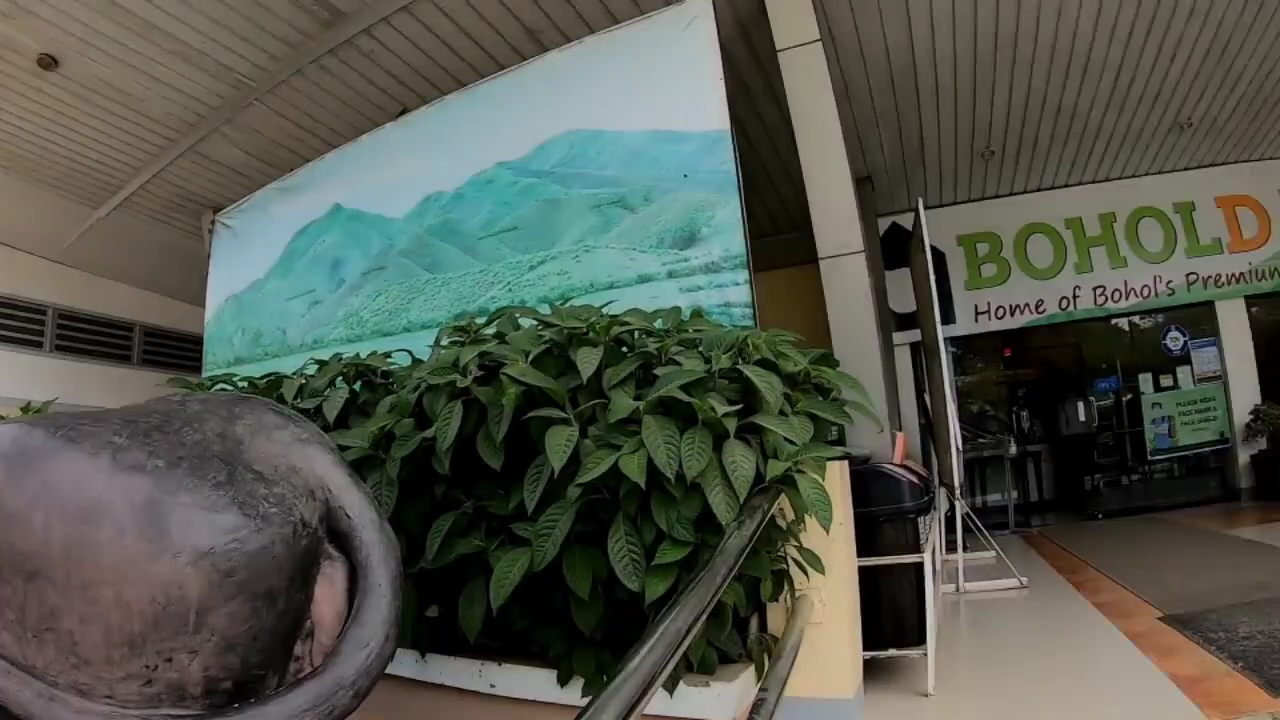 BOHOLD
Home of Bohol's Premium
PLEASE WEAR
FACE MASK &
FACE SHIELD